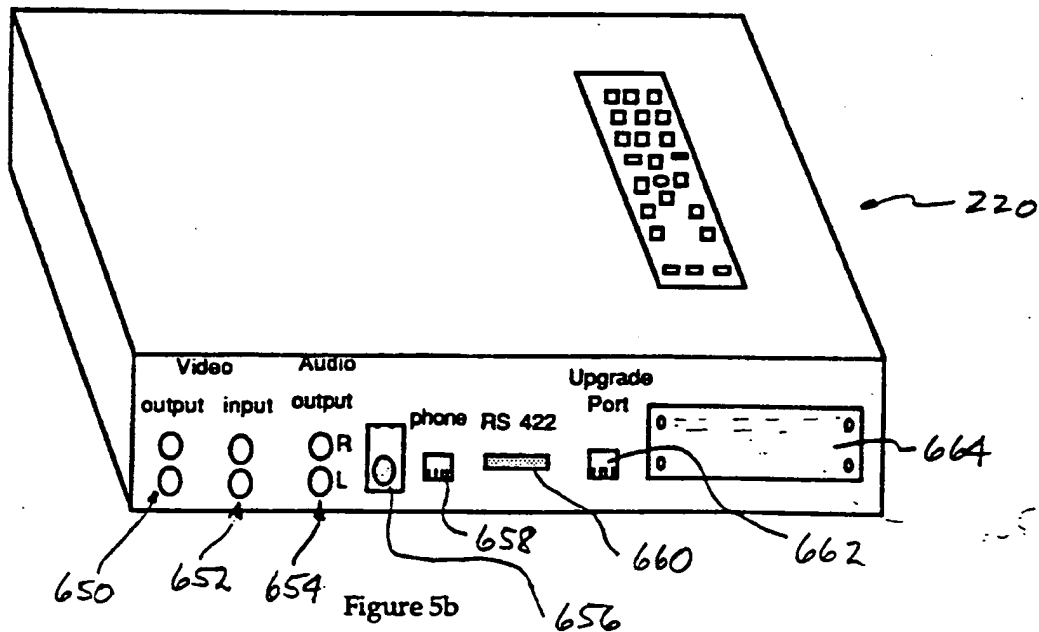 220
Video
Audio
output
input
output
R
L
phone
RS 422
Upgrade
Port
664
650
652
654
656
658
660
662
Figure 5b